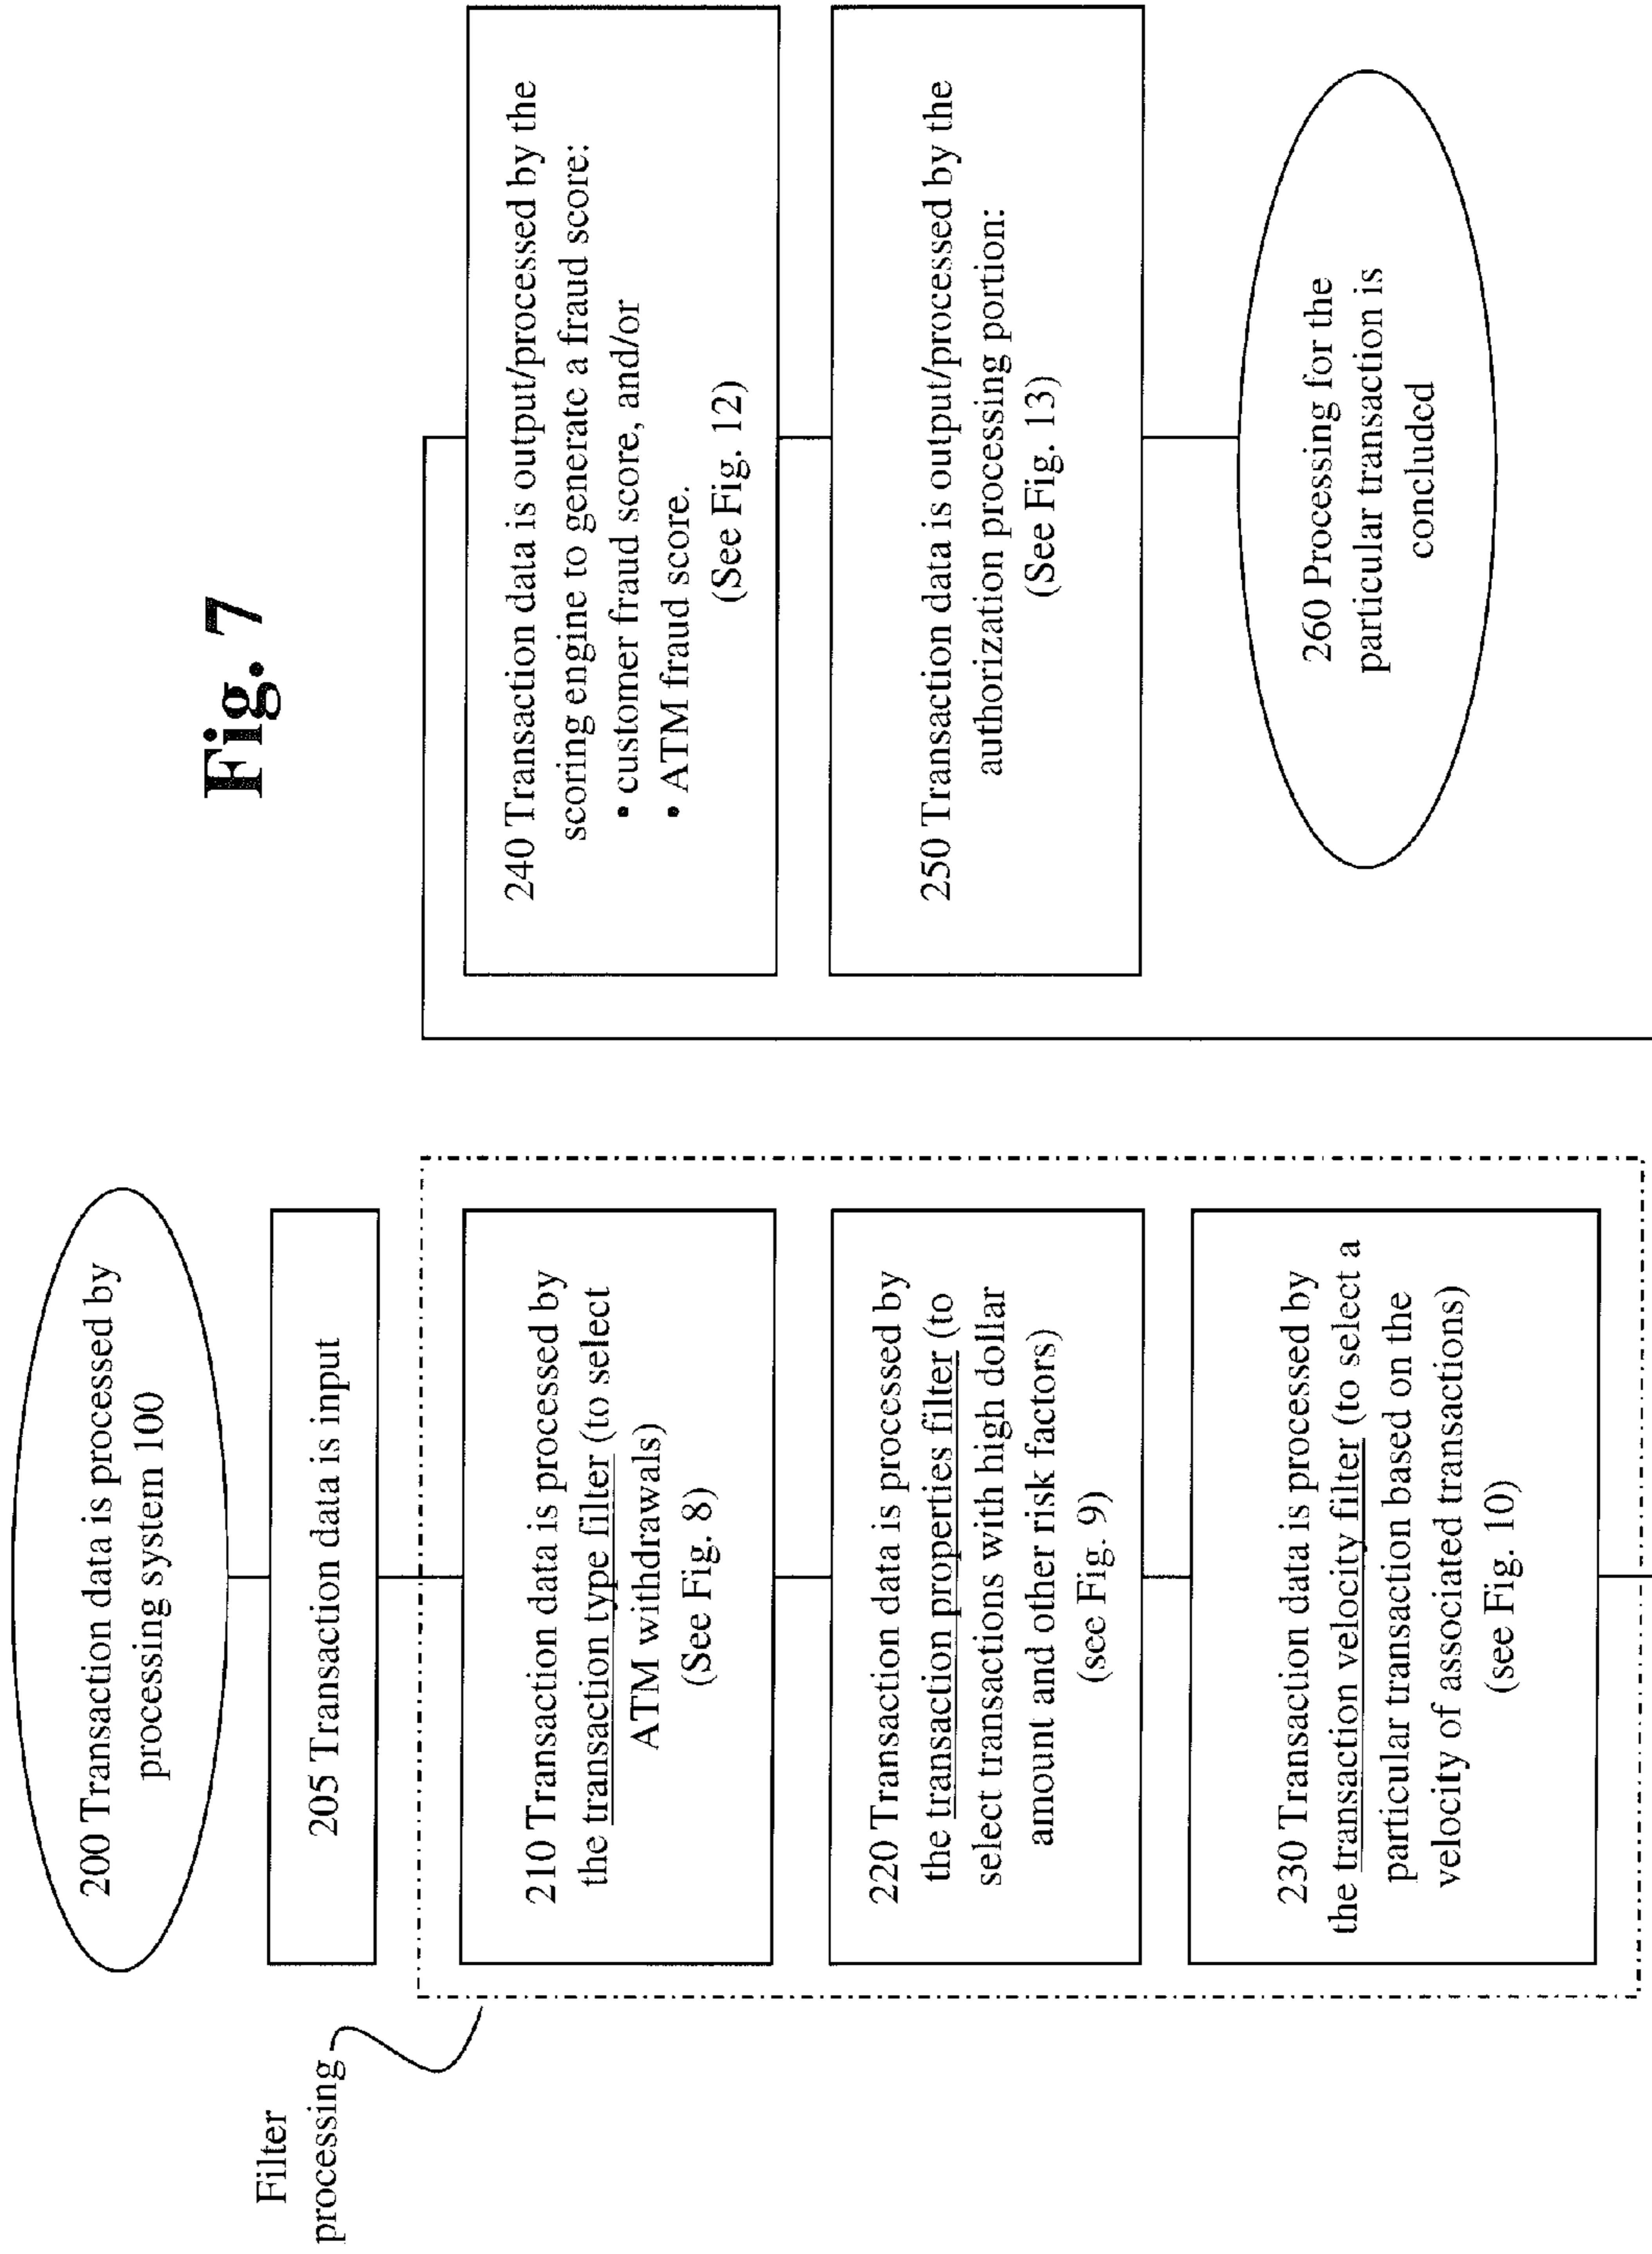 Fig. 7
200 Transaction data is processed by
processing system 100
205 Transaction data is input
Filter
processing
210 Transaction data is processed by
the transaction type filter (to select
ATM withdrawals)
(See Fig. 8)
220 Transaction data is processed by
the transaction properties filter (to
select transactions with high dollar
amount and other risk factors)
(see Fig. 9)
230 Transaction data is processed by
the transaction velocity filter (to select a
particular transaction based on the
velocity of associated transactions)
(see Fig. 10)
240 Transaction data is output/processed by the
scoring engine to generate a fraud score:
• customer fraud score, and/or
• ATM fraud score.
(See Fig. 12)
250 Transaction data is output/processed by the
authorization processing portion:
(See Fig. 13)
260 Processing for the
particular transaction is
concluded